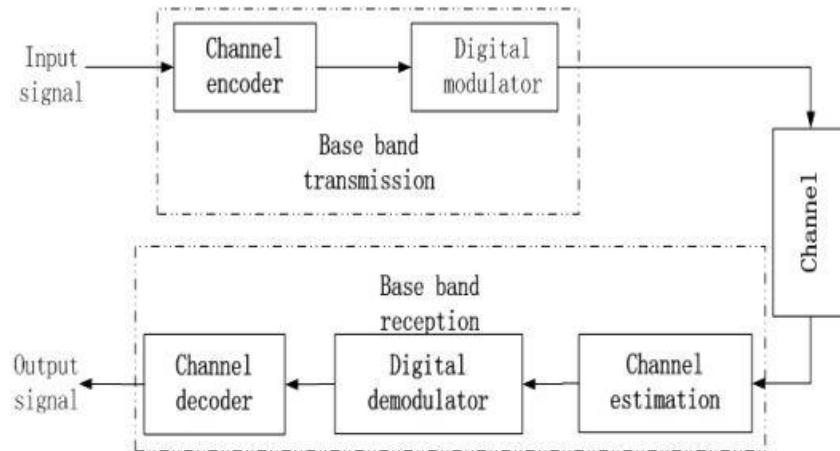 Input
signal
Channel
encoder
Digital
modulator
Base band
transmission
Channel
Base band
reception
Output
signal
Channel
decoder
Digital
demodulator
Channel
estimation